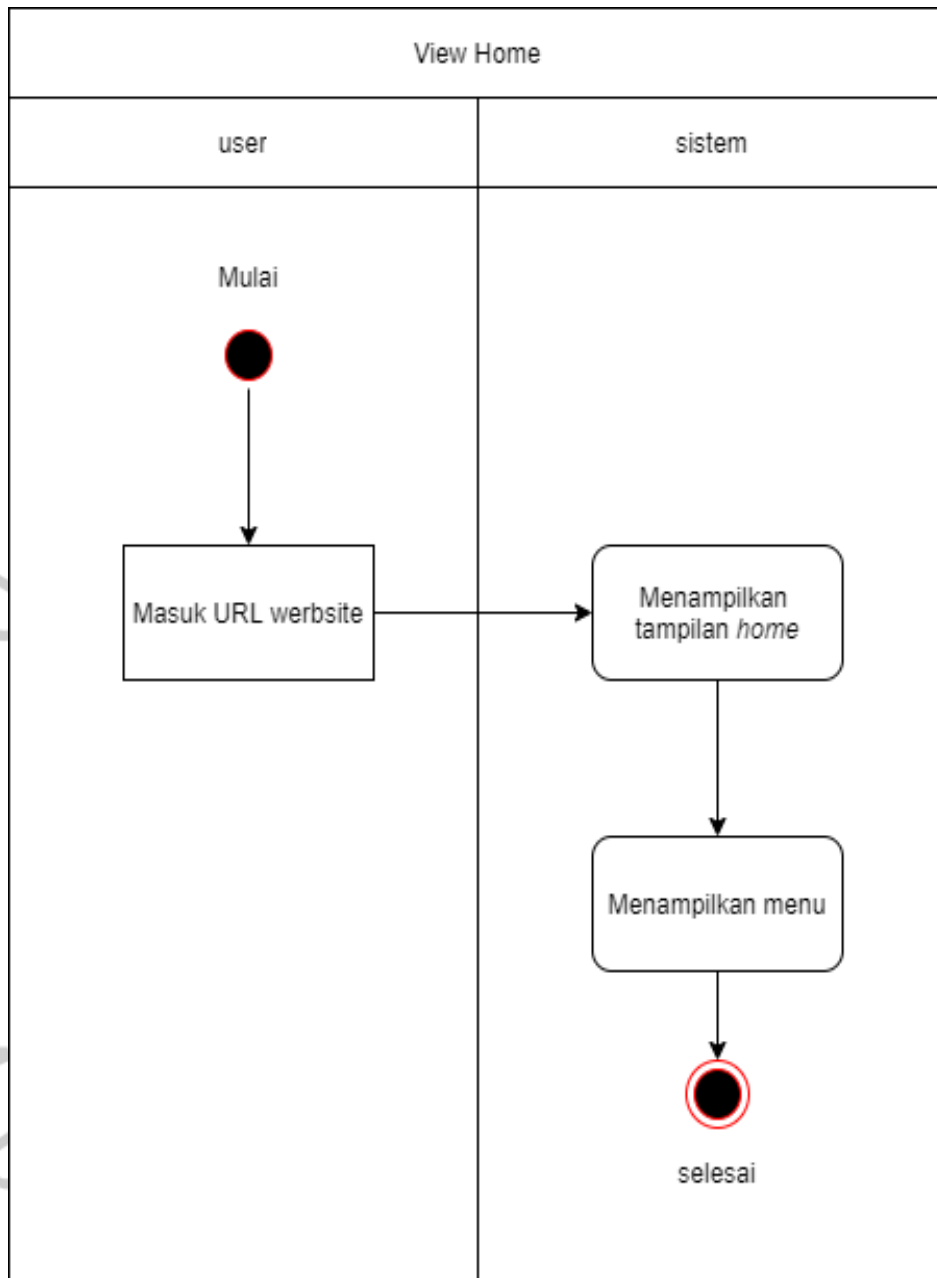 View Home
user
sistem
Mulai
Masuk URL werbsite
Menampilkan
tampilan home
Menampilkan menu
selesai